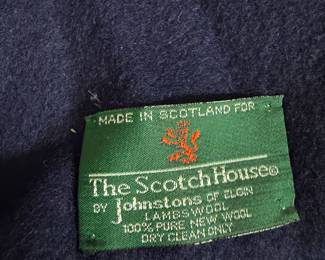 MADE IN SCOTLAND FOR
The Scotch House®
BY Johnstons OF ELGIN
LAMBSWOOL
100% PURE NEW WOOL
DRY CLEAN ONLY